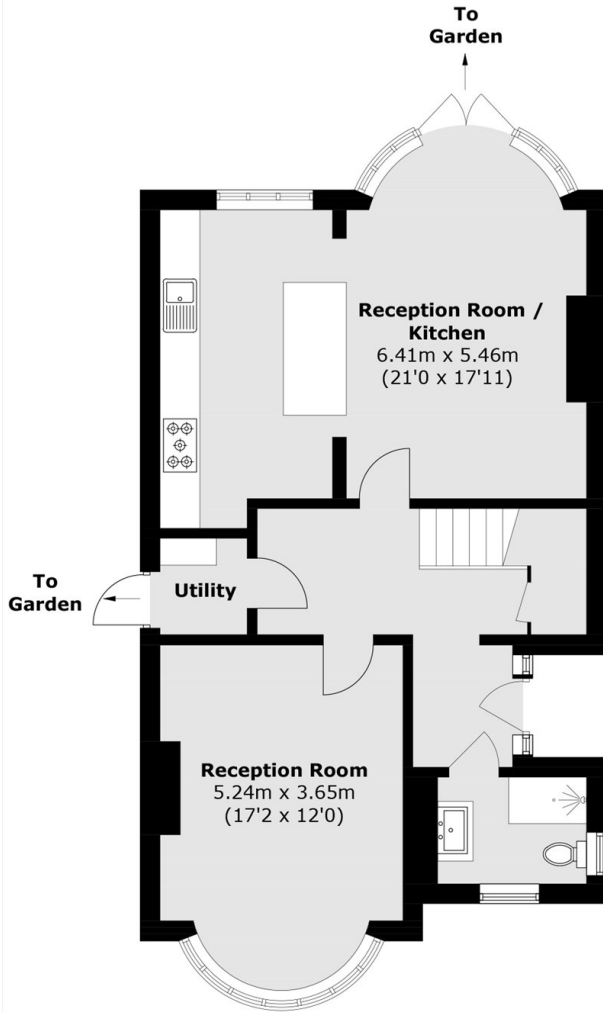 To
Garden
Reception Room /
Kitchen
6.41m x 5.46m
(21'0 x 17'11)
To
Garden
Utility
Reception Room
5.24m x 3.65m
(17'2 x 12'0)